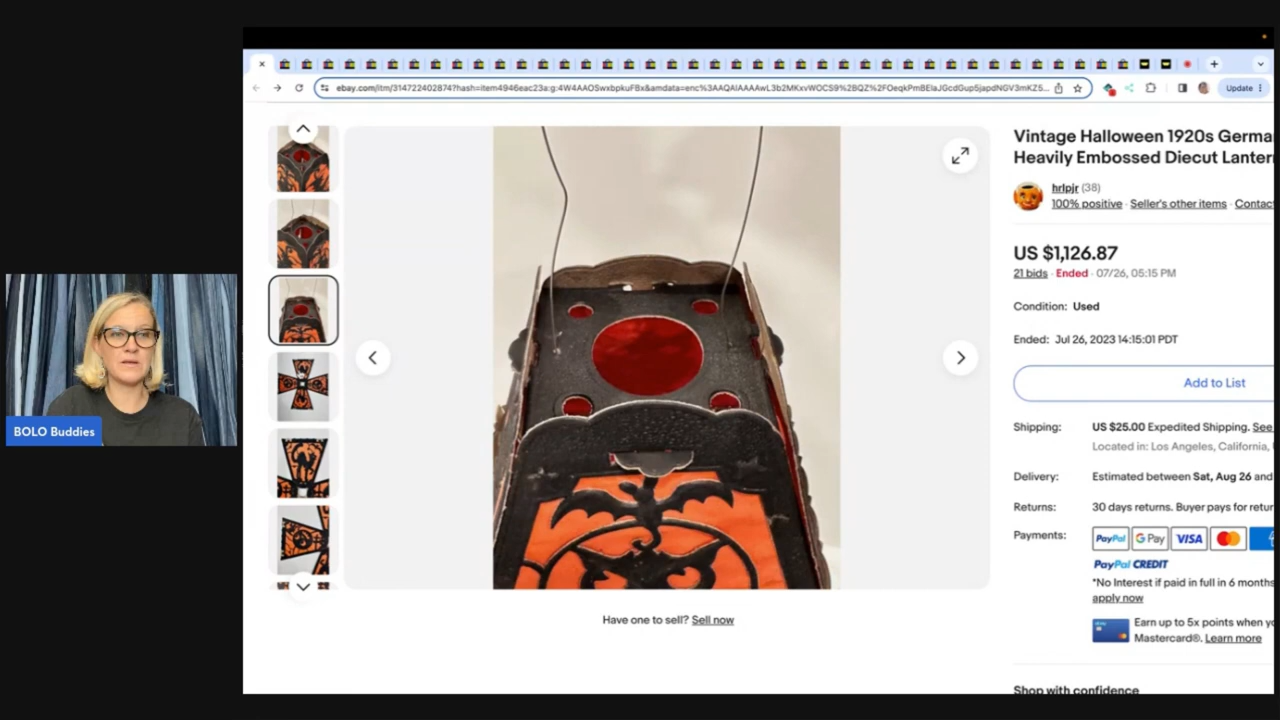 ebay.com/itm/314722402874?hash=item4946eac23a:g:4W4AAOSwxbpkuFBx&amdata=enc%3AAQAIAAAAwL3b2MKxvWOCS9%2BQZ%2FOeqkPmBElaJGcdGup5japdNGV3mKZ5...
Update
Vintage Halloween 1920s Germa
Heavily Embossed Diecut Lanter
hrlpjr (38)
100% positive · Seller's other items · Contac
US $1,126.87
21 bids · Ended · 07/26, 05:15 PM
Condition: Used
Ended: Jul 26, 2023 14:15:01 PDT
Add to List
Shipping: US $25.00 Expedited Shipping. See
Located in: Los Angeles, California,
Delivery: Estimated between Sat, Aug 26 and
Returns: 30 days returns. Buyer pays for retur
Payments: PayPal G Pay VISA
PayPal CREDIT
*No Interest if paid in full in 6 months
apply now
Earn up to 5x points when yo
Mastercard®. Learn more
Have one to sell? Sell now
Shop with confidence
BOLO Buddies